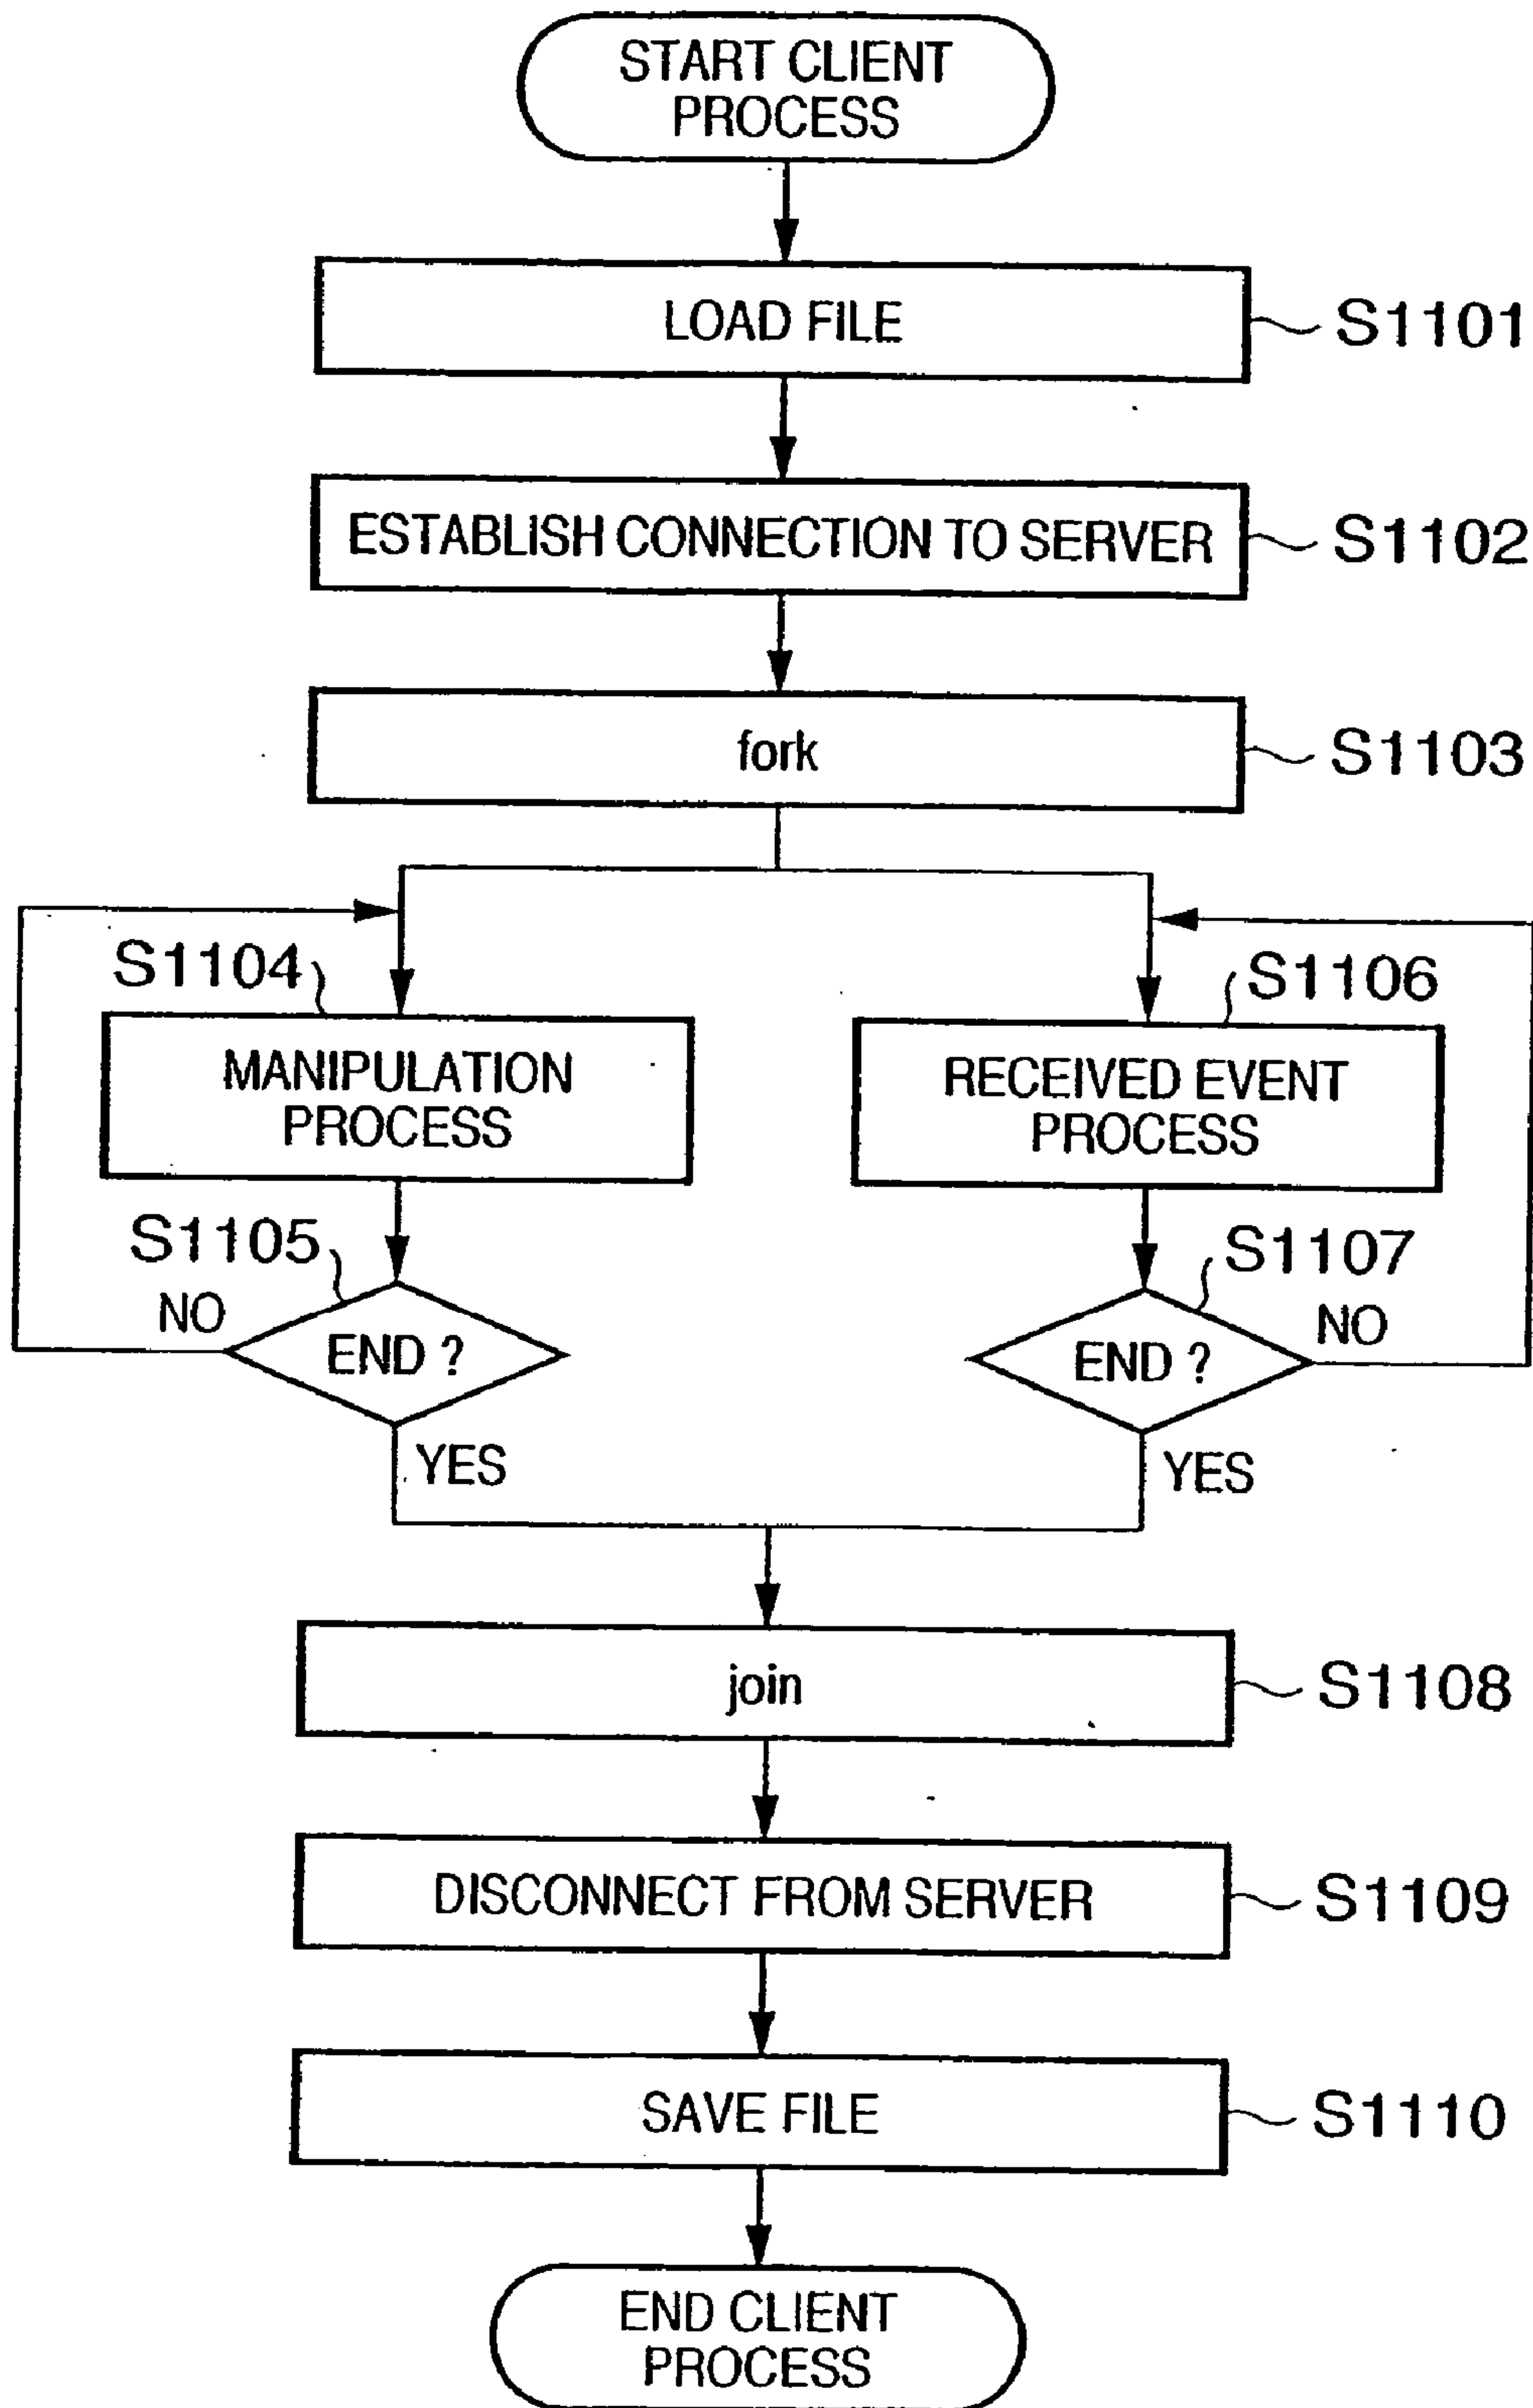 START CLIENT
PROCESS
LOAD FILE
S1101
ESTABLISH CONNECTION TO SERVER
S1102
fork
S1103
S1104
MANIPULATION
PROCESS
S1106
RECEIVED EVENT
PROCESS
S1105
NO
END ?
YES
S1107
NO
END ?
YES
join
S1108
DISCONNECT FROM SERVER
S1109
SAVE FILE
S1110
END CLIENT
PROCESS